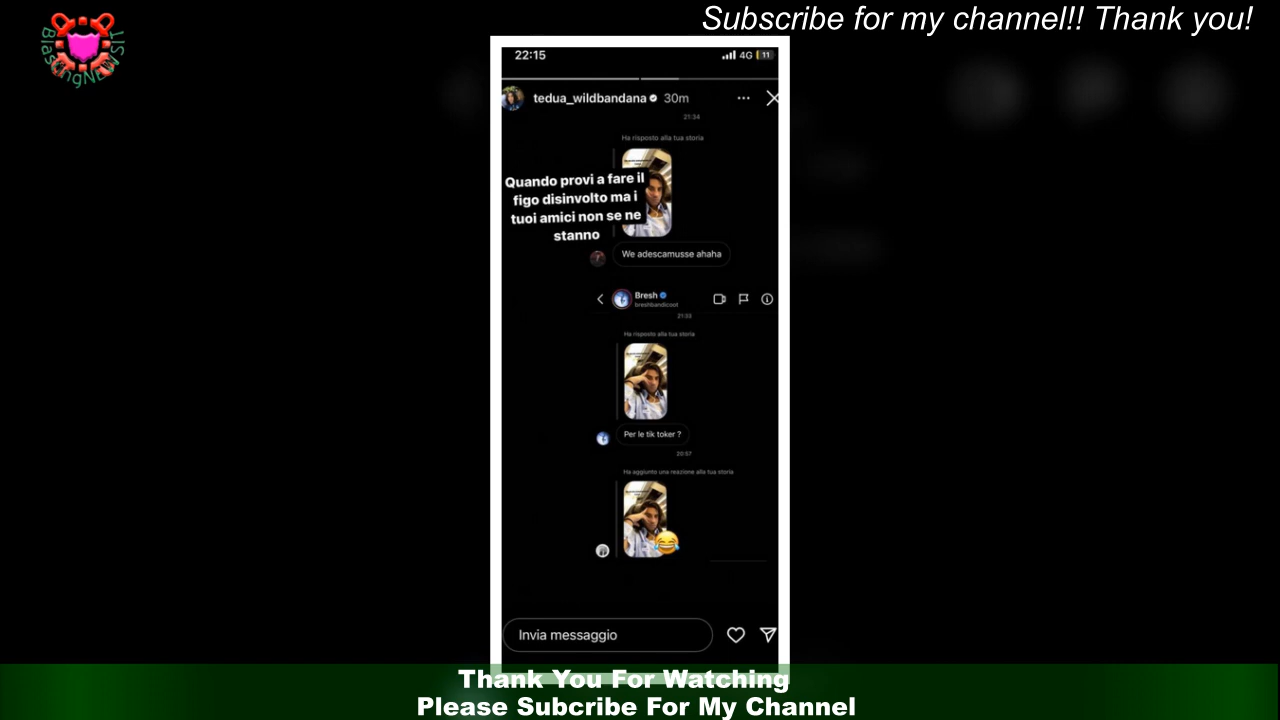 Subscribe for my channel!! Thank you!
BlastingNEWSIT
22:15
4G 11
tedua_wildbandana 30m
21:34
Ha risposto alla tua storia
Quando provi a fare il
figo disinvolto ma i
tuoi amici non se ne
stanno
We adescamusse ahaha
Bresh
breshbandicoot
21:33
Ha risposto alla tua storia
Per le tik toker ?
20:57
Ha aggiunto una reazione alla tua storia
Invia messaggio
Thank You For Watching
Please Subcribe For My Channel